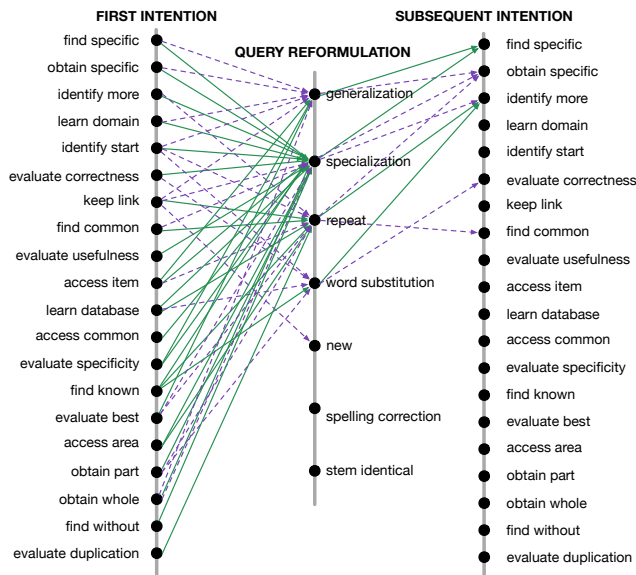 FIRST INTENTION
find specific
obtain specific
identify more
learn domain
identify start
evaluate correctness
keep link
find common
evaluate usefulness
access item
learn database
access common
evaluate specificity
find known
evaluate best
access area
obtain part
obtain whole
find without
evaluate duplication
QUERY REFORMULATION
generalization
specialization
repeat
word substitution
new
spelling correction
stem identical
SUBSEQUENT INTENTION
find specific
obtain specific
identify more
learn domain
identify start
evaluate correctness
keep link
find common
evaluate usefulness
access item
learn database
access common
evaluate specificity
find known
evaluate best
access area
obtain part
obtain whole
find without
evaluate duplication